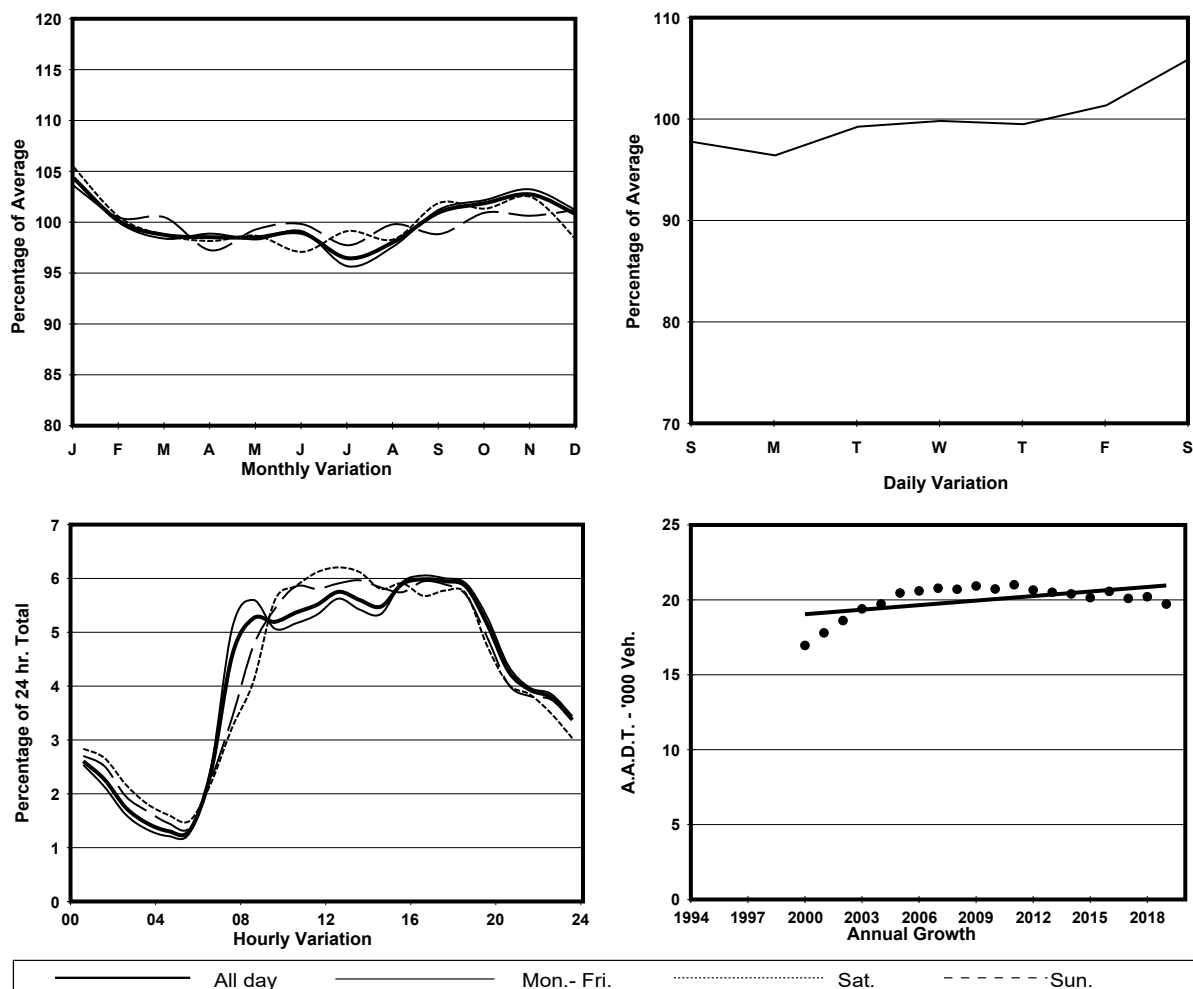 120
115
110
105
100
95
90
85
80
Percentage of Average
J F M A M J J A S O N D
Monthly Variation
110
100
90
80
70
Percentage of Average
S M T W T F S
Daily Variation
7
6
5
4
3
2
1
0
Percentage of 24 hr. Total
00 04 08 12 16 20 24
Hourly Variation
25
20
15
10
5
0
A.A.D.T. - '000 Veh.
1994 1997 2000 2003 2006 2009 2012 2015 2018
Annual Growth
All day Mon.- Fri. Sat. Sun.